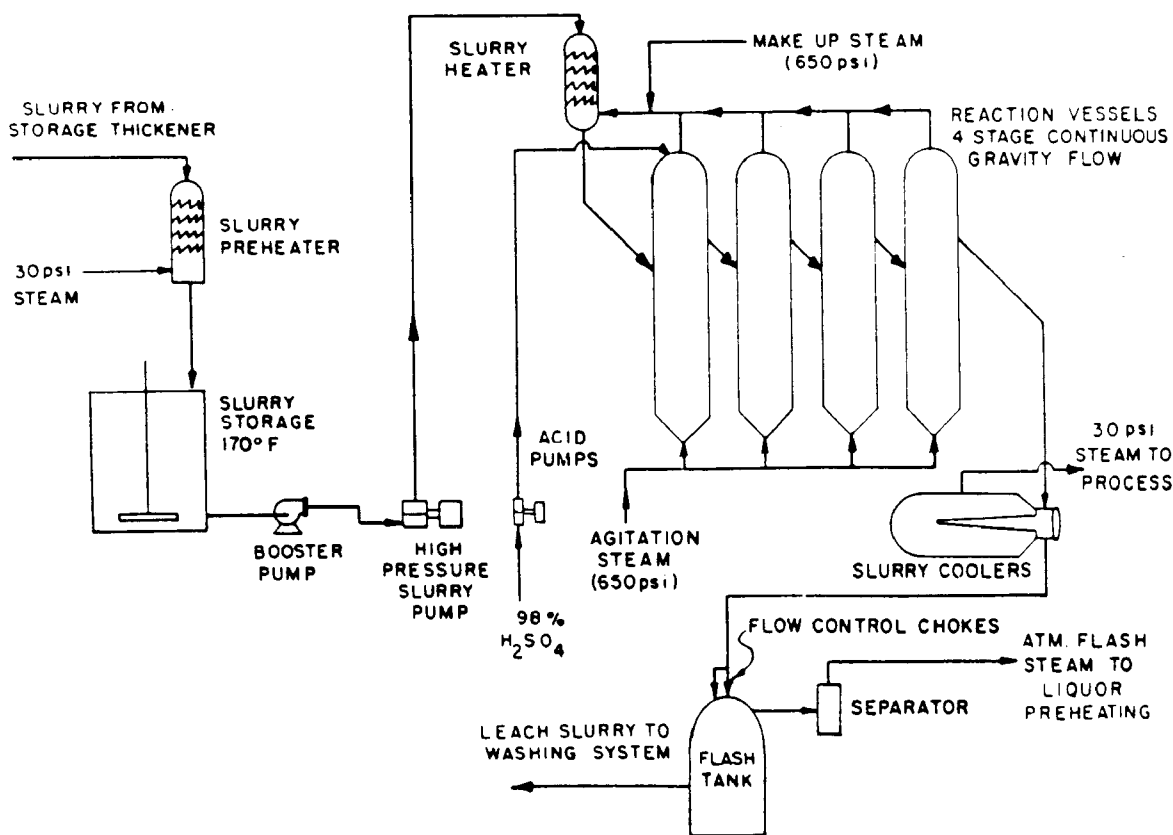 SLURRY
HEATER
MAKE UP STEAM
(650psi)
SLURRY FROM
STORAGE THICKENER
REACTION VESSELS
4 STAGE CONTINUOUS
GRAVITY FLOW
SLURRY
PREHEATER
30psi
STEAM
SLURRY
STORAGE
170°F
ACID
PUMPS
30 psi
STEAM TO
PROCESS
BOOSTER
PUMP
HIGH
PRESSURE
SLURRY
PUMP
AGITATION
STEAM
(650psi)
SLURRY COOLERS
98%
H₂SO₄
FLOW CONTROL CHOKES
ATM. FLASH
STEAM TO
LIQUOR
PREHEATING
SEPARATOR
LEACH SLURRY TO
WASHING SYSTEM
FLASH
TANK